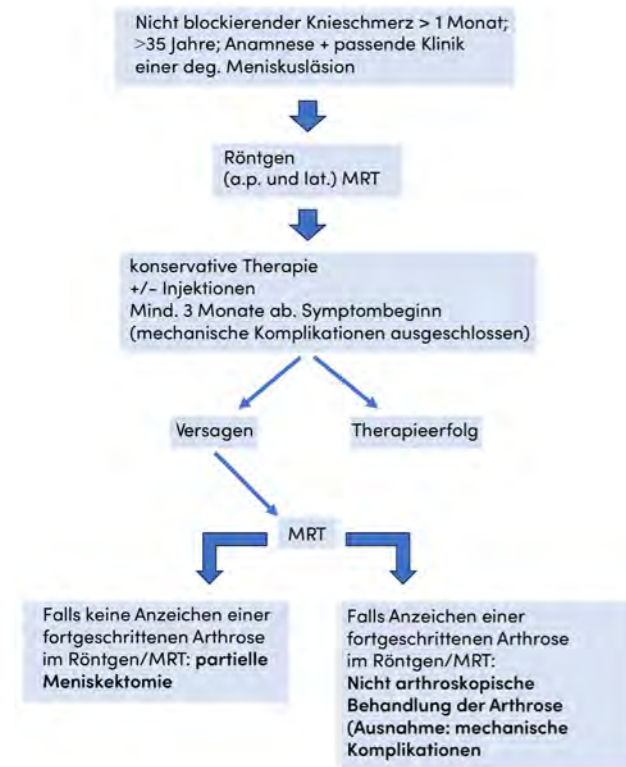 Nicht blockierender Knieschmerz > 1 Monat;
>35 Jahre; Anamnese + passende Klinik
einer deg. Meniskusläsion
Röntgen
(a.p. und lat.) MRT
konservative Therapie
+/- Injektionen
Mind. 3 Monate ab. Symptombeginn
(mechanische Komplikationen ausgeschlossen)
Versagen
Therapieerfolg
MRT
Falls keine Anzeichen einer
fortgeschrittenen Arthrose
im Röntgen/MRT: partielle
Meniskektomie
Falls Anzeichen einer
fortgeschrittenen Arthrose
im Röntgen/MRT:
Nicht arthroskopische
Behandlung der Arthrose
(Ausnahme: mechanische
Komplikationen